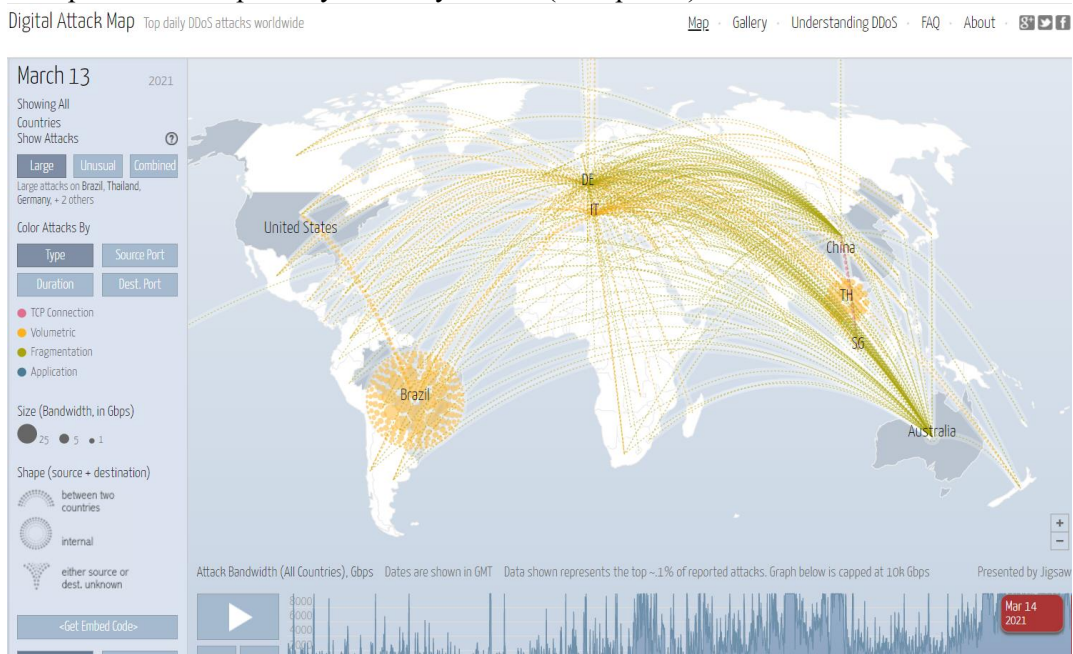 Digital Attack Map Top daily DDoS attacks worldwide
Map · Gallery · Understanding DDoS · FAQ · About
March 13 2021
Showing All
Countries
Show Attacks ?
Large Unusual Combined
Large attacks on Brazil, Thailand,
Germany, + 2 others
Color Attacks By
Type Source Port
Duration Dest. Port
TCP Connection
Volumetric
Fragmentation
Application
Size (Bandwidth, in Gbps)
25 5 1
Shape (source + destination)
between two
countries
internal
either source or
dest. unknown
<Get Embed Code>
DE
IT
United States
China
TH
SG
Brazil
Australia
+
−
Attack Bandwidth (All Countries), Gbps Dates are shown in GMT Data shown represents the top ~.1% of reported attacks. Graph below is capped at 10k Gbps Presented by Jigsaw
8000
6000
4000
Mar 14
2021